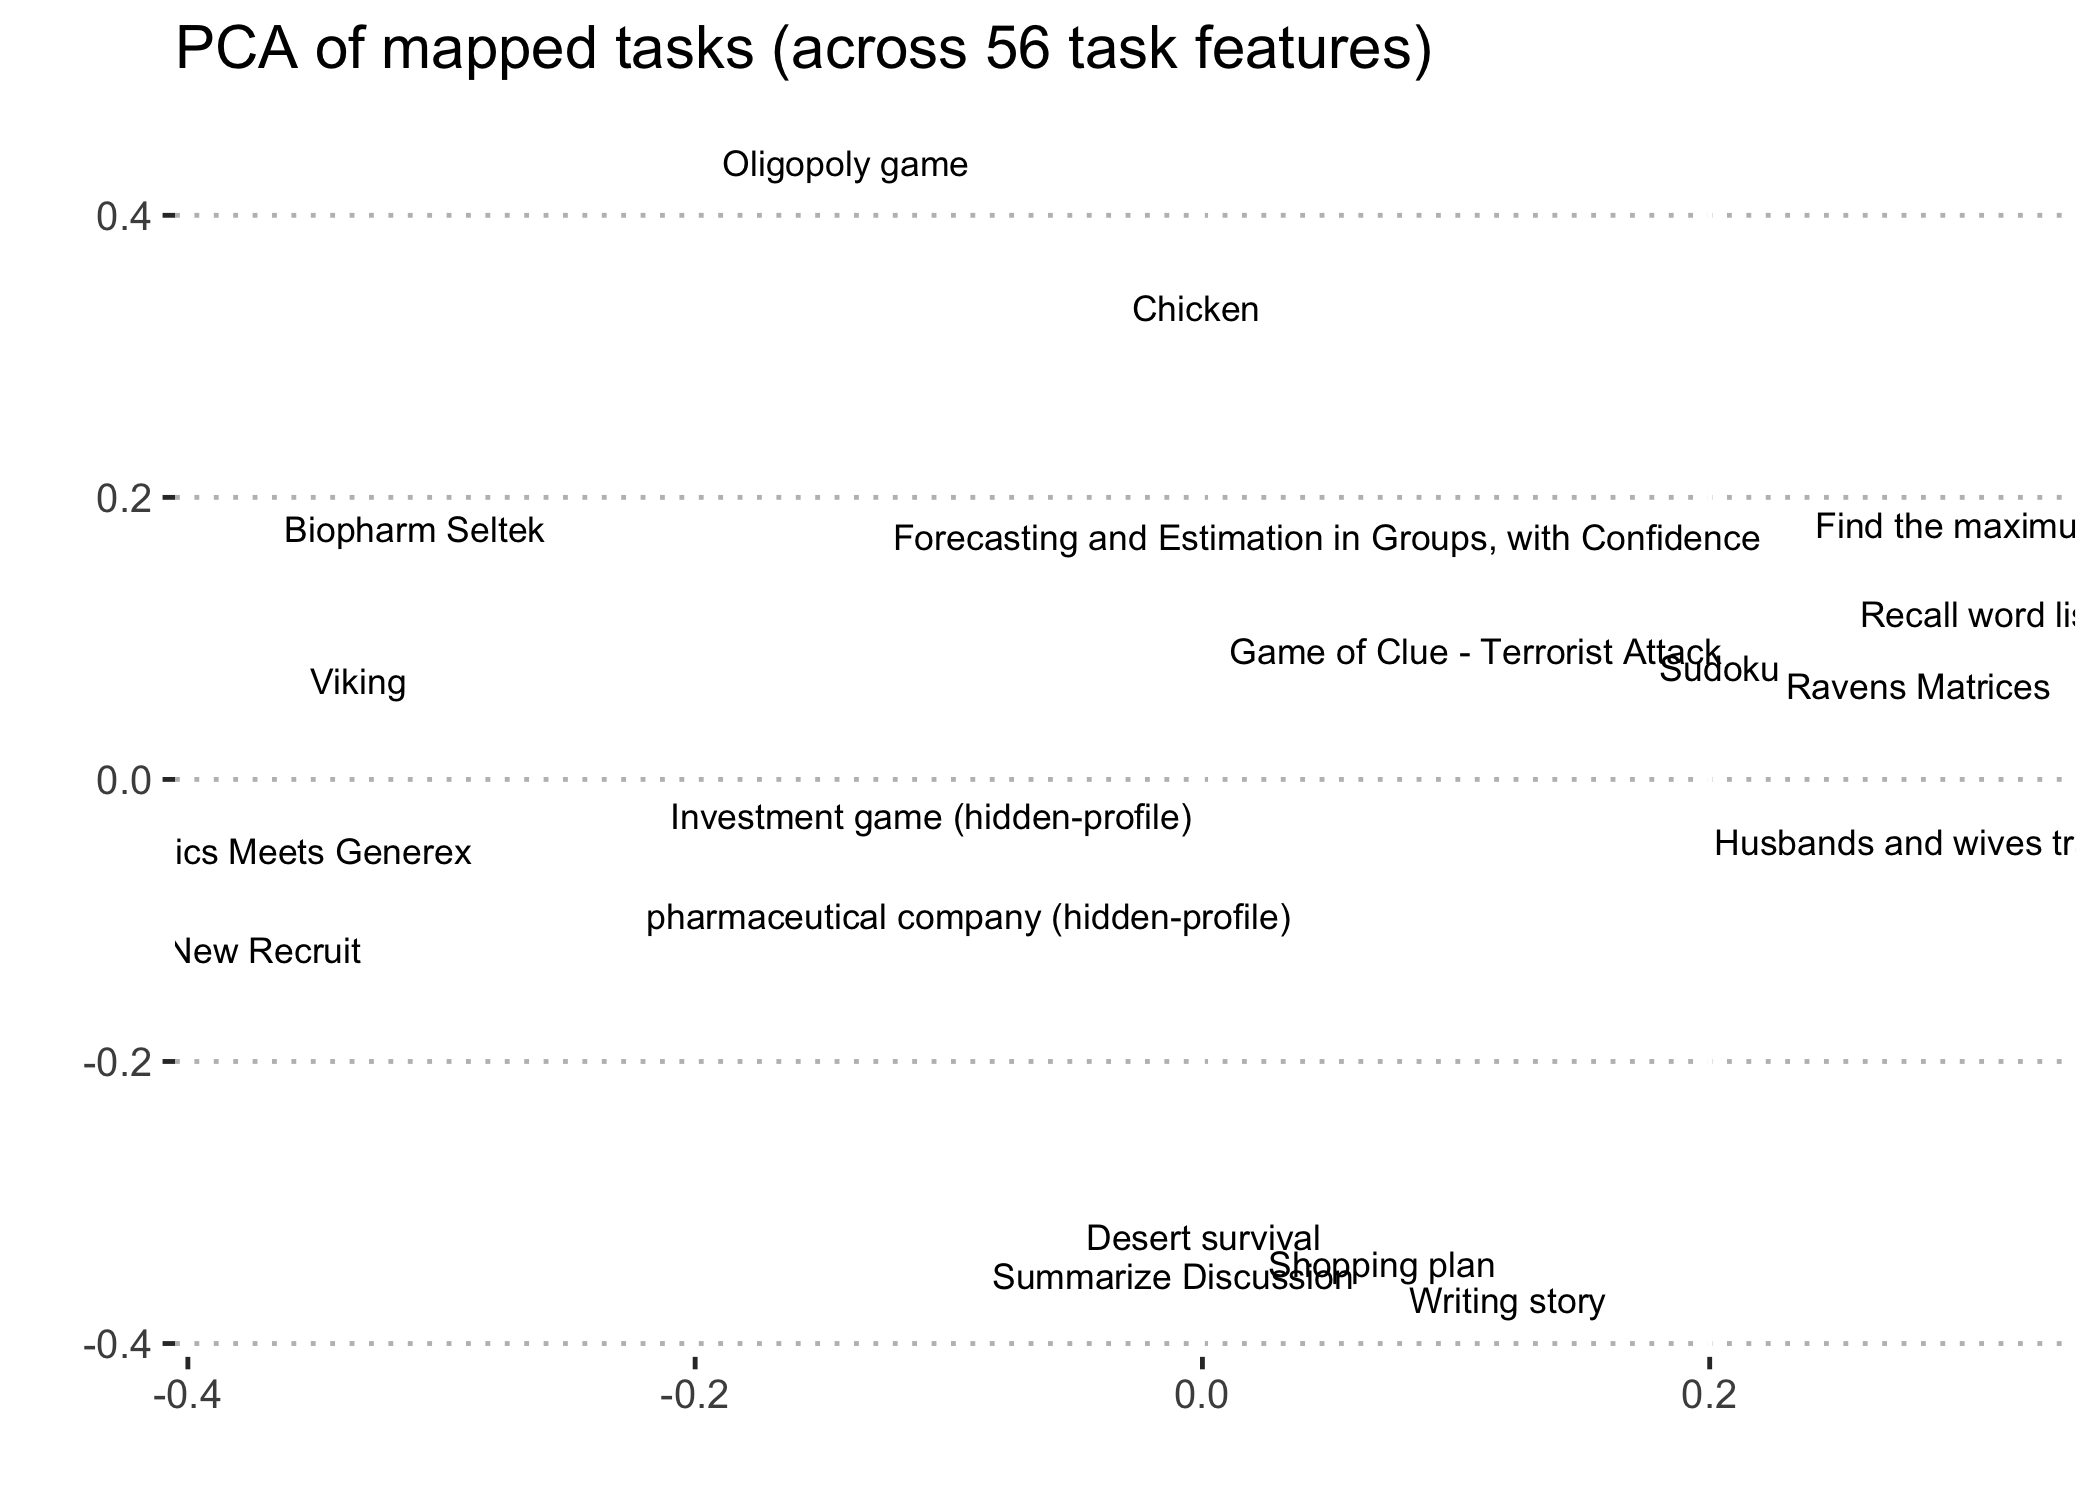 PCA of mapped tasks (across 56 task features)
Oligopoly game
0.4
Chicken
0.2
Biopharm Seltek
Forecasting and Estimation in Groups, with Confidence
Find the maximu
Recall word lis
Game of Clue - Terrorist Attack
Sudoku
Ravens Matrices
Viking
0.0
Investment game (hidden-profile)
Husbands and wives tr
ics Meets Generex
pharmaceutical company (hidden-profile)
New Recruit
-0.2
Desert survival
Shopping plan
Summarize Discussion
Writing story
-0.4
-0.4 -0.2 0.0 0.2